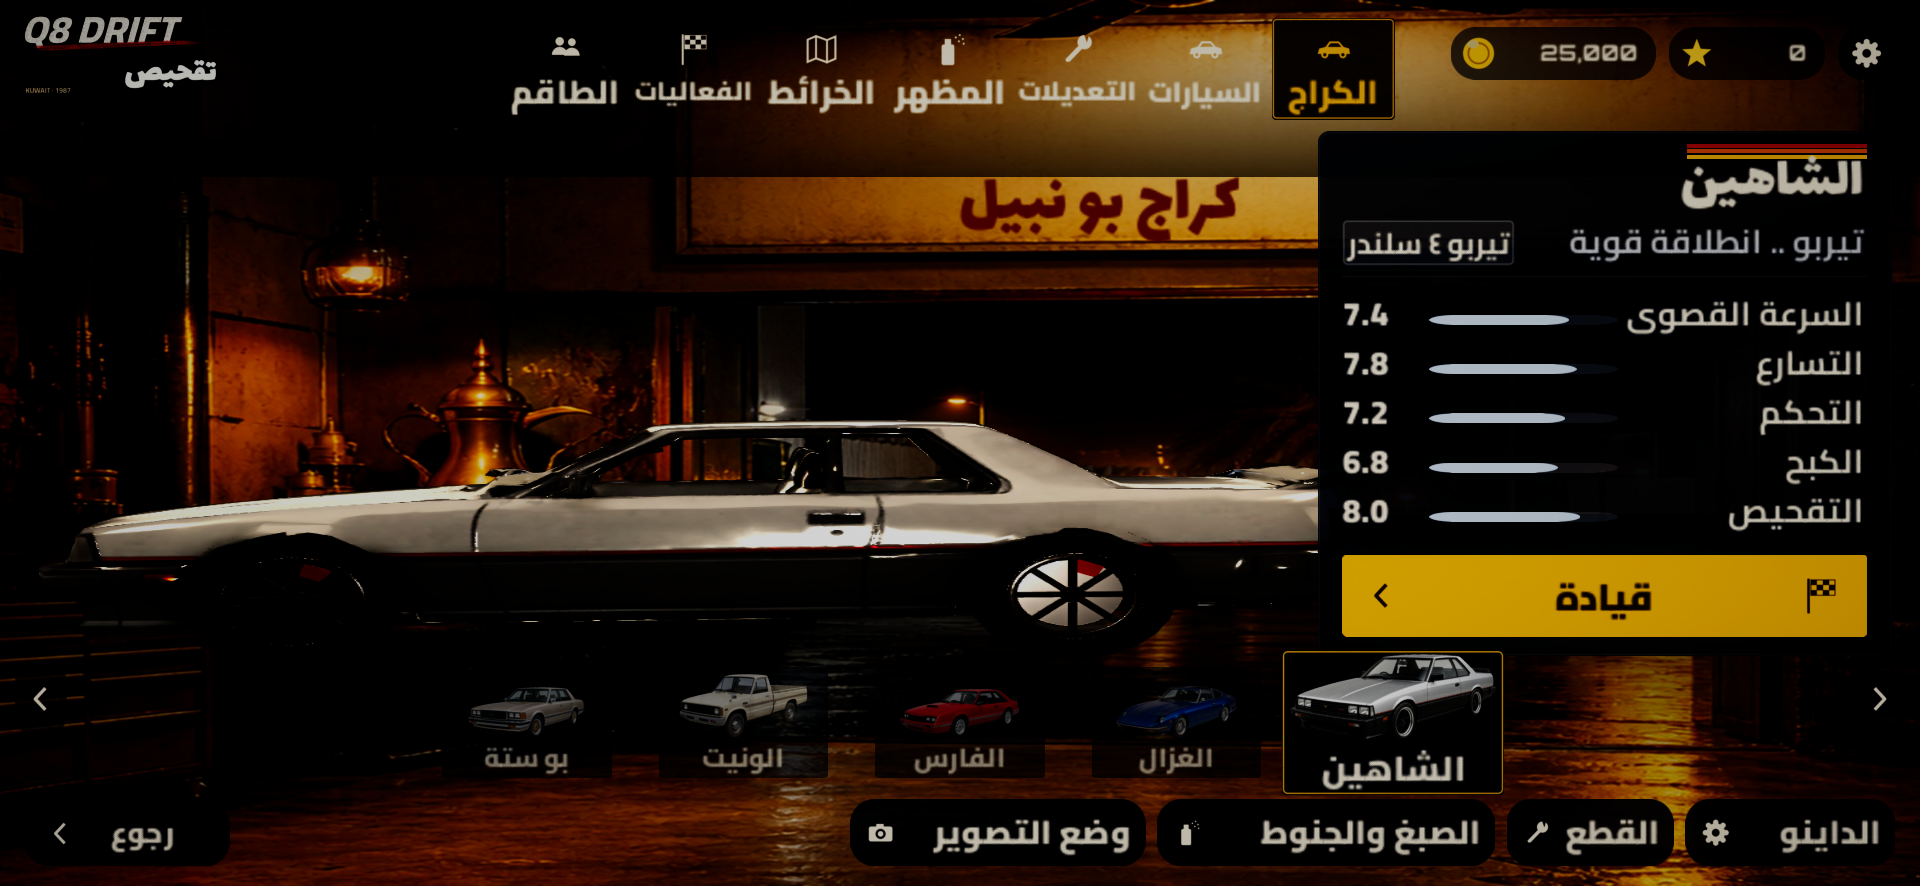 Q8 DRIFT
تقحيص
KUWAIT · 1987
الكراج
السيارات
التعديلات
المظهر
الخرائط
الفعاليات
الطاقم
25,000
0
كراج بو نبيل
الشاهين
تيربو .. انطلاقة قوية
تيربو ٤ سلندر
السرعة القصوى 7.4
التسارع 7.8
التحكم 7.2
الكبح 6.8
التقحيص 8.0
قيادة
الشاهين
الغزال
الفارس
الونيت
بو ستة
الداينو
القطع
الصبغ والجنوط
وضع التصوير
رجوع